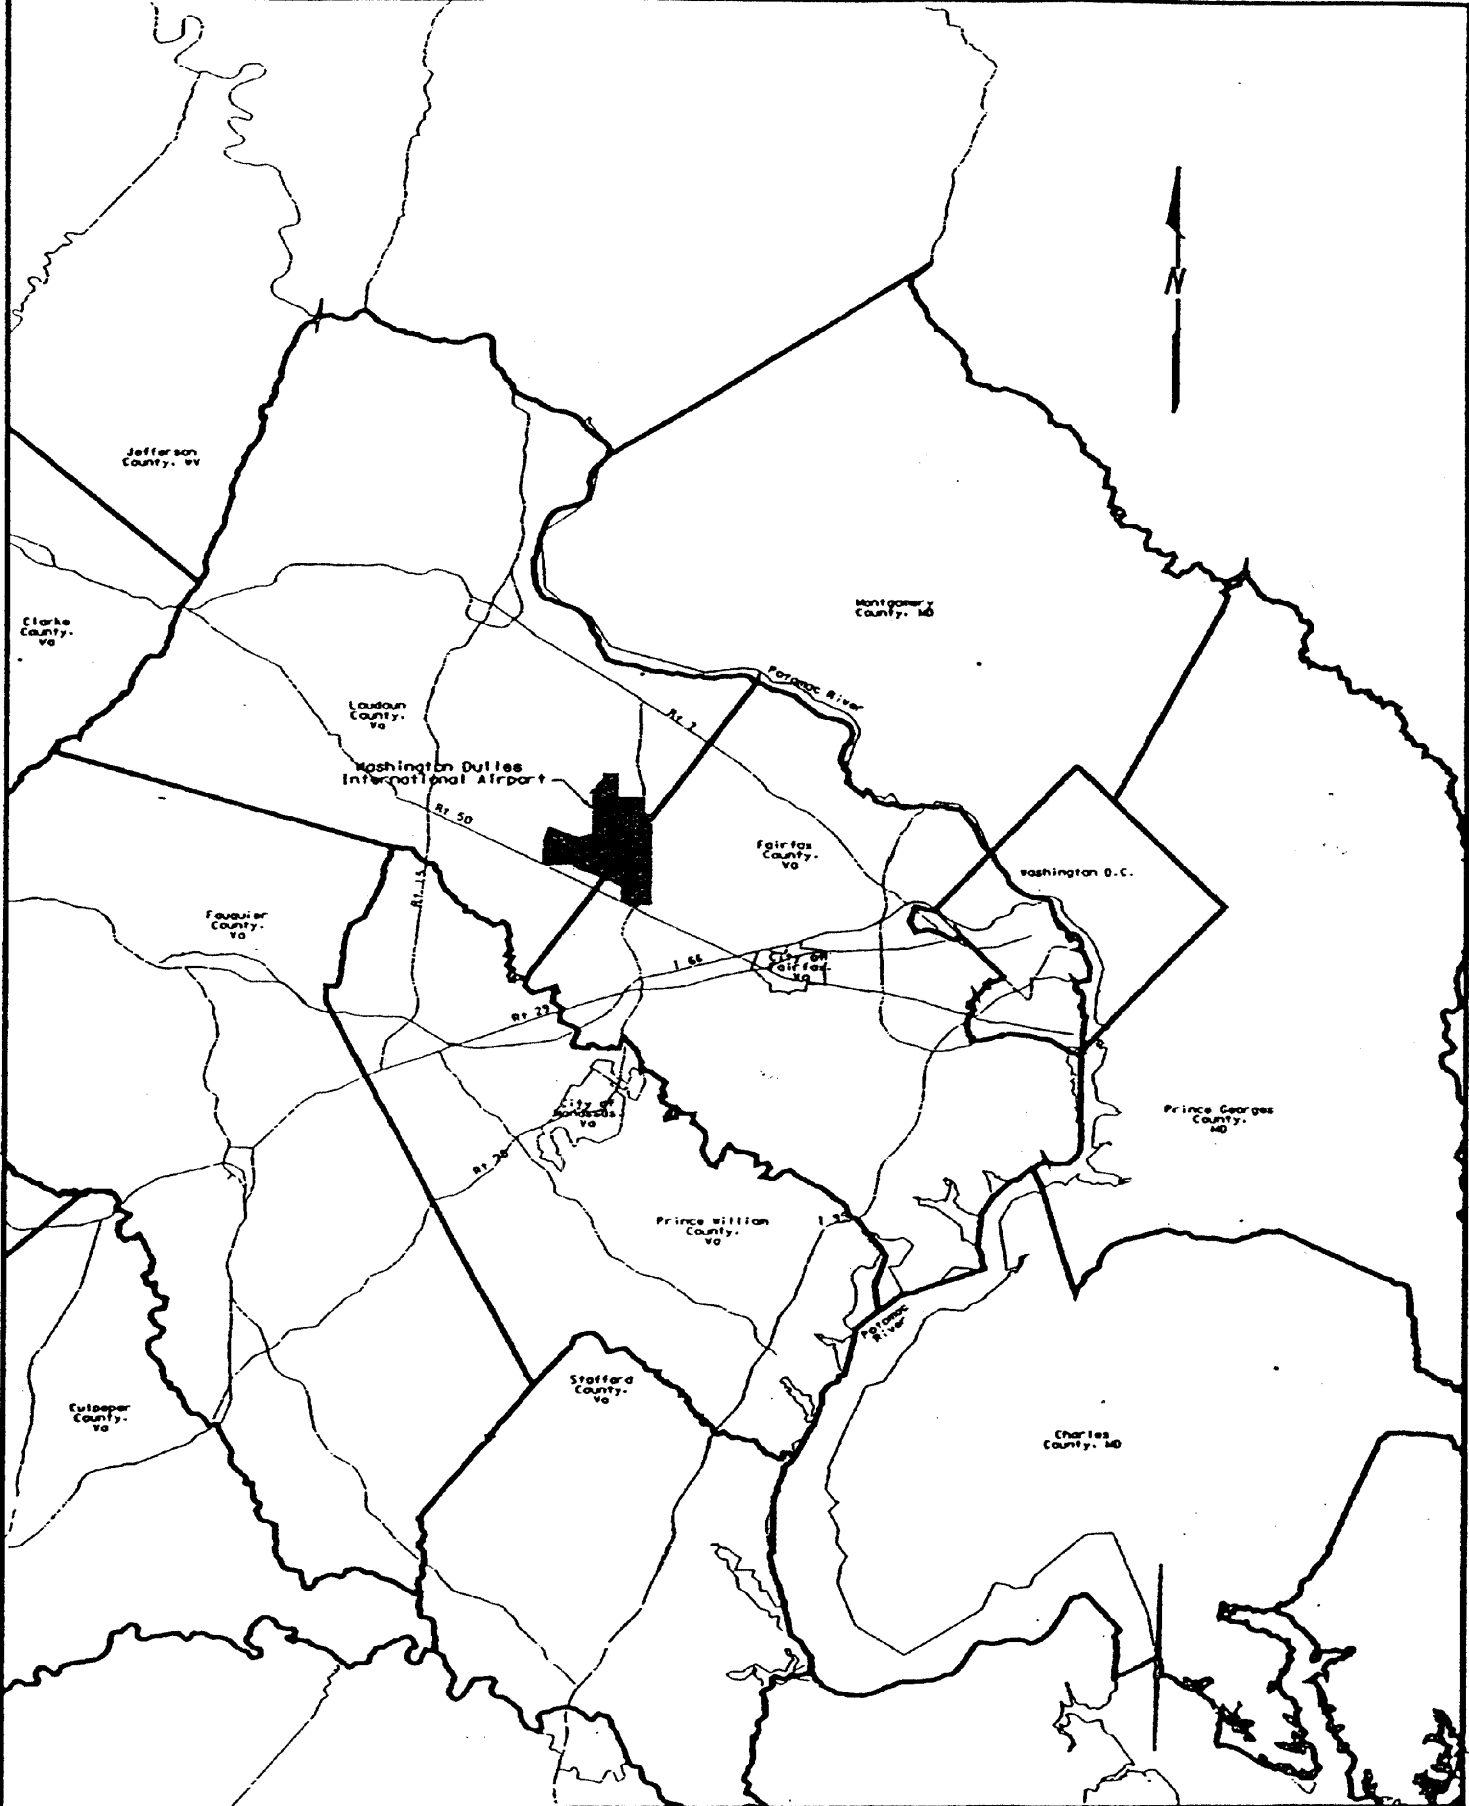 N
Jefferson
County, WV
Montgomery
County, MD
Clarke
County,
Va
Potomac River
Loudoun
County,
Va
Rt 7
Washington Dulles
International Airport
Rt 50
Fairfax
County,
Va
Washington D.C.
Rt 15
Fauquier
County,
Va
I 66
City of
Fairfax,
Va
Rt 29
City of
Manassas,
Va
Prince Georges
County,
MD
Rt 28
Prince William
County,
Va
I 95
Potomac
River
Stafford
County,
Va
Culpeper
County,
Va
Charles
County, MD